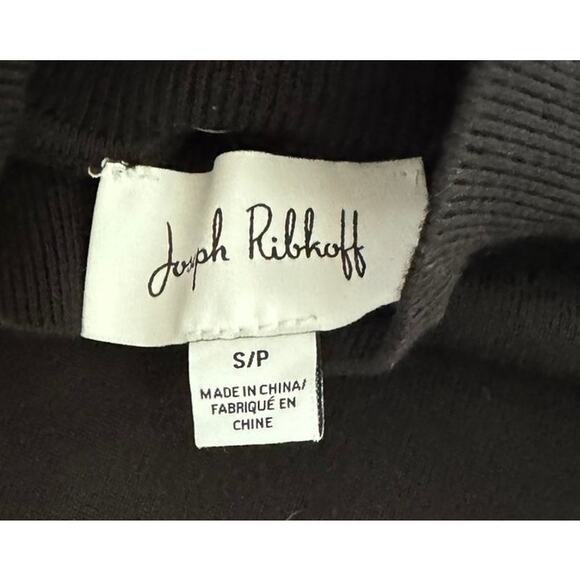 Joseph Ribkoff
S/P
MADE IN CHINA/
FABRIQUÉ EN
CHINE